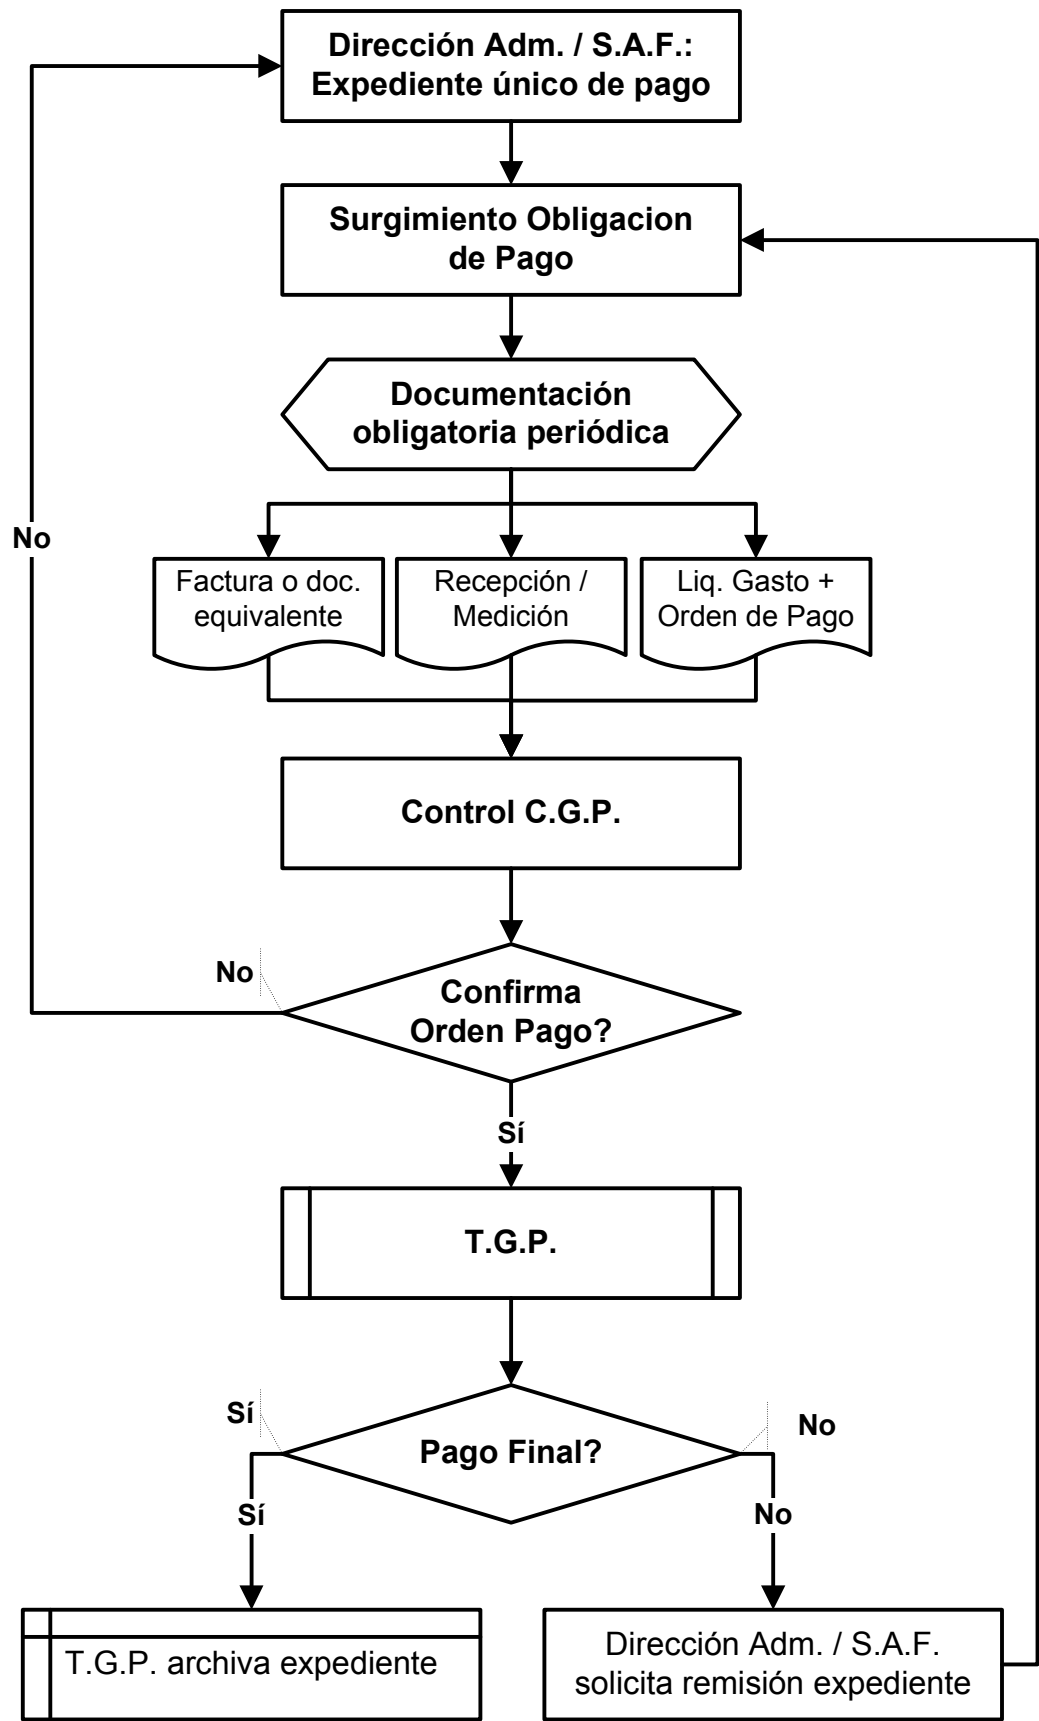 Dirección Adm. / S.A.F.:
Expediente único de pago
Surgimiento Obligacion
de Pago
Documentación
obligatoria periódica
No
Factura o doc.
equivalente
Recepción /
Medición
Liq. Gasto +
Orden de Pago
Control C.G.P.
No
Confirma
Orden Pago?
Sí
T.G.P.
Sí
No
Pago Final?
Sí
No
T.G.P. archiva expediente
Dirección Adm. / S.A.F.
solicita remisión expediente